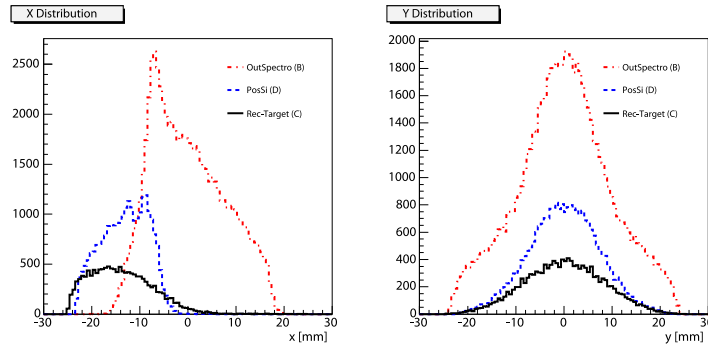 X Distribution
2500
2000
1500
1000
500
0
-30 -20 -10 0 10 20 30
x [mm]
OutSpectro (B)
PosSi (D)
Rec-Target (C)
Y Distribution
2000
1800
1600
1400
1200
1000
800
600
400
200
0
-30 -20 -10 0 10 20 30
y [mm]
OutSpectro (B)
PosSi (D)
Rec-Target (C)